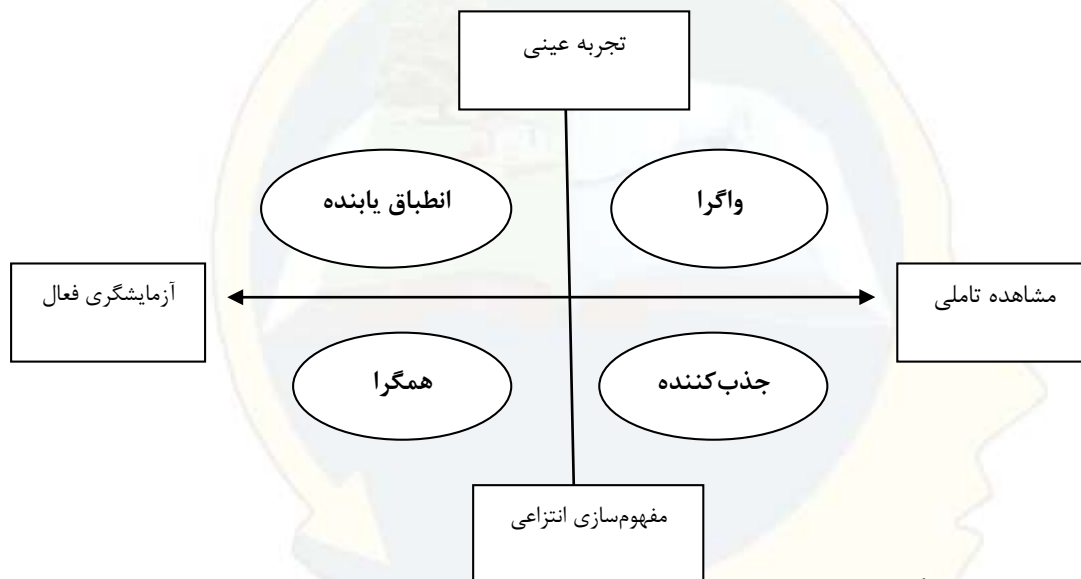 تجربه عینی
واگرا
انطباق یابنده
مشاهده تاملی
آزمایشگری فعال
جذب‌کننده
همگرا
مفهوم‌سازی انتزاعی